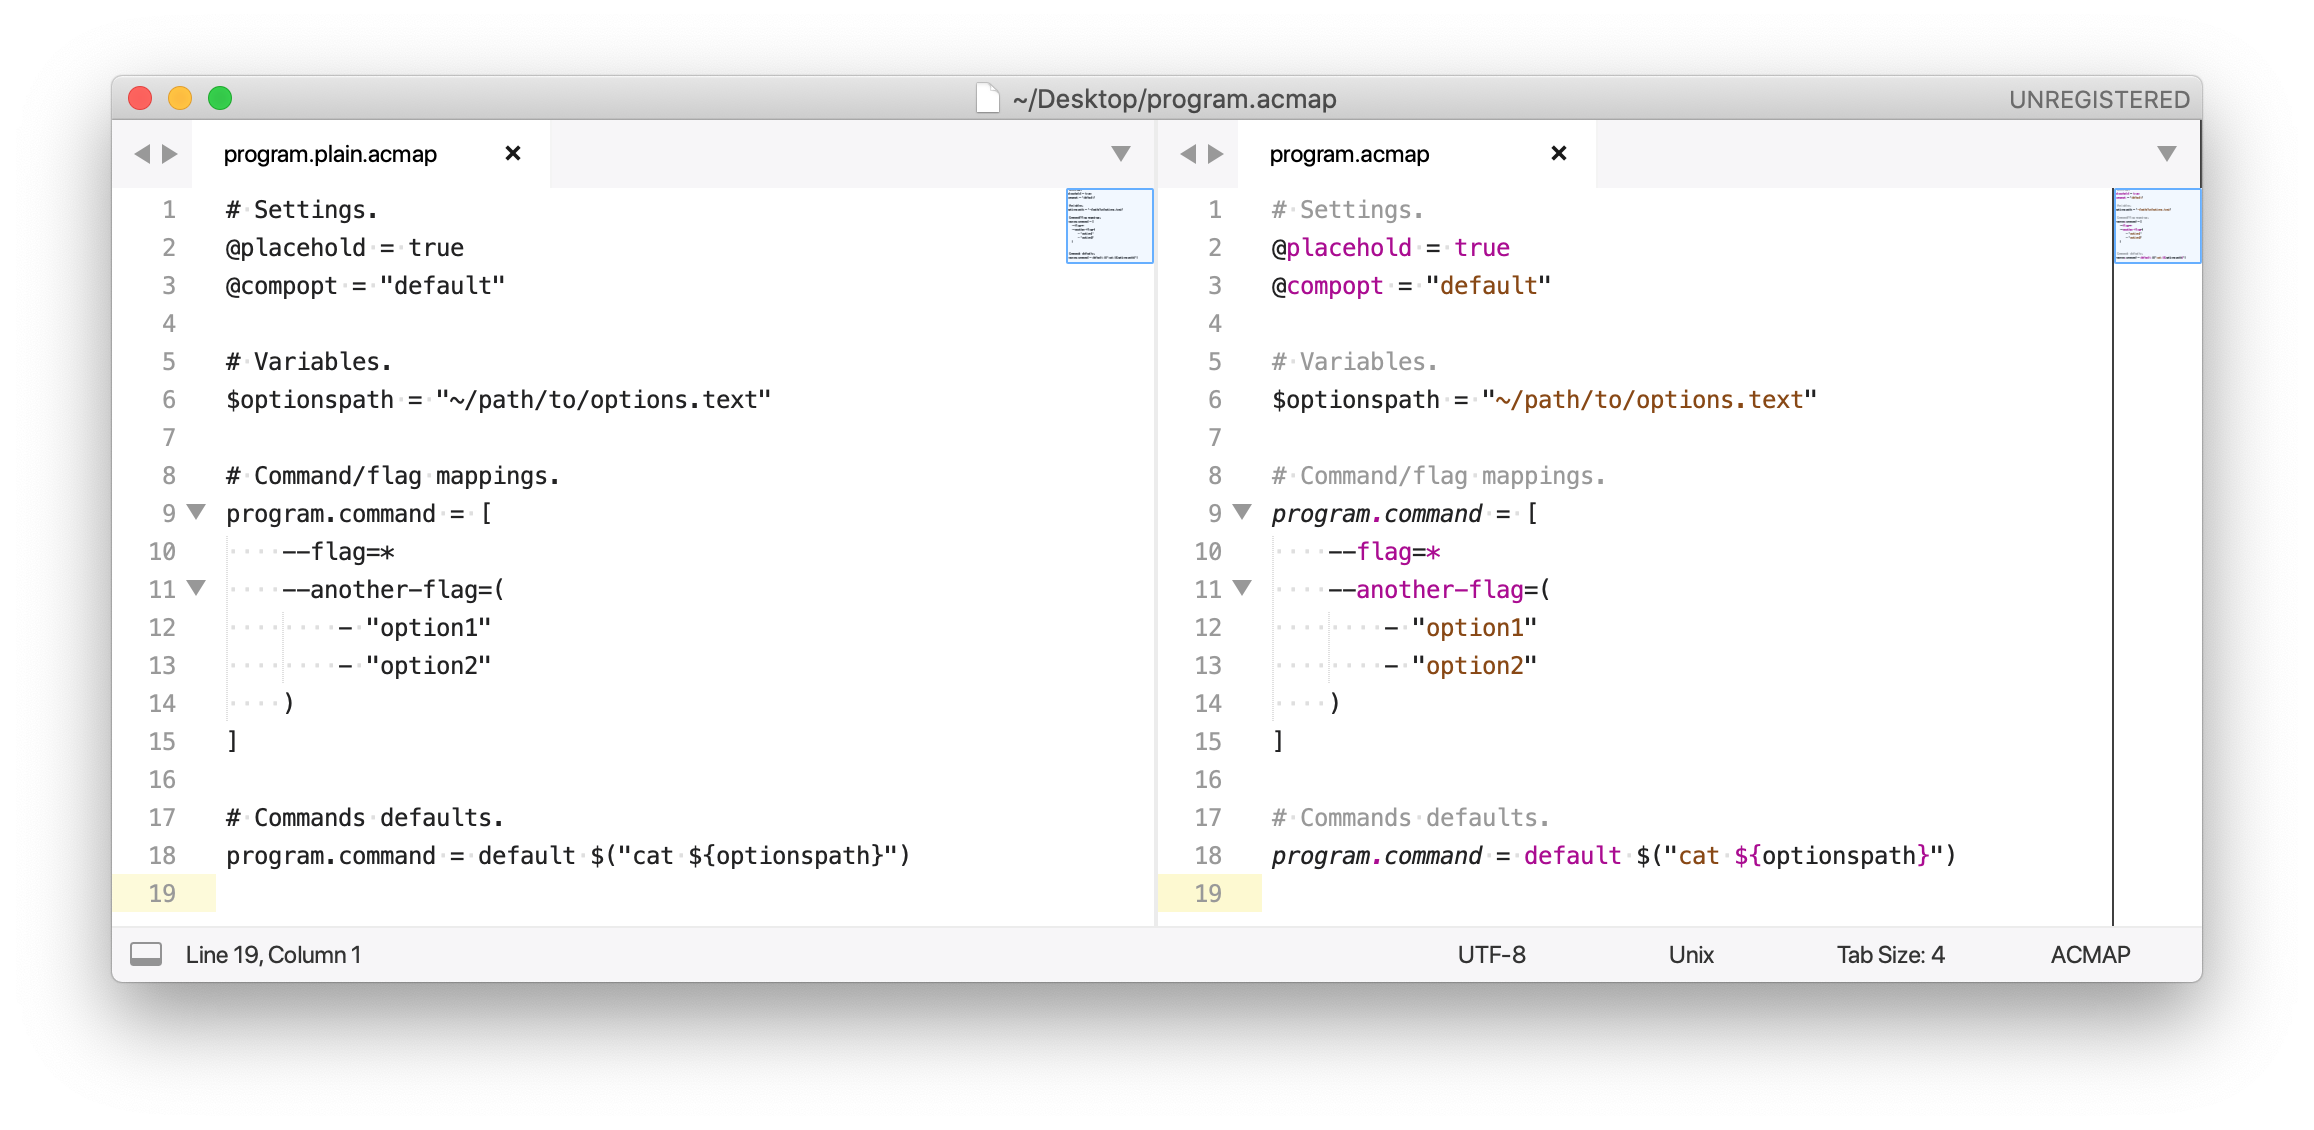 ~/Desktop/program.acmap
UNREGISTERED
program.plain.acmap
1 # Settings.
2 @placehold = true
3 @compopt = "default"
4
5 # Variables.
6 $optionspath = "~/path/to/options.text"
7
8 # Command/flag mappings.
9 program.command = [
10     --flag=*
11     --another-flag=(
12         - "option1"
13         - "option2"
14     )
15 ]
16
17 # Commands defaults.
18 program.command = default $("cat ${optionspath}")
19
program.acmap
1 # Settings.
2 @placehold = true
3 @compopt = "default"
4
5 # Variables.
6 $optionspath = "~/path/to/options.text"
7
8 # Command/flag mappings.
9 program.command = [
10     --flag=*
11     --another-flag=(
12         - "option1"
13         - "option2"
14     )
15 ]
16
17 # Commands defaults.
18 program.command = default $("cat ${optionspath}")
19
Line 19, Column 1
UTF-8
Unix
Tab Size: 4
ACMAP